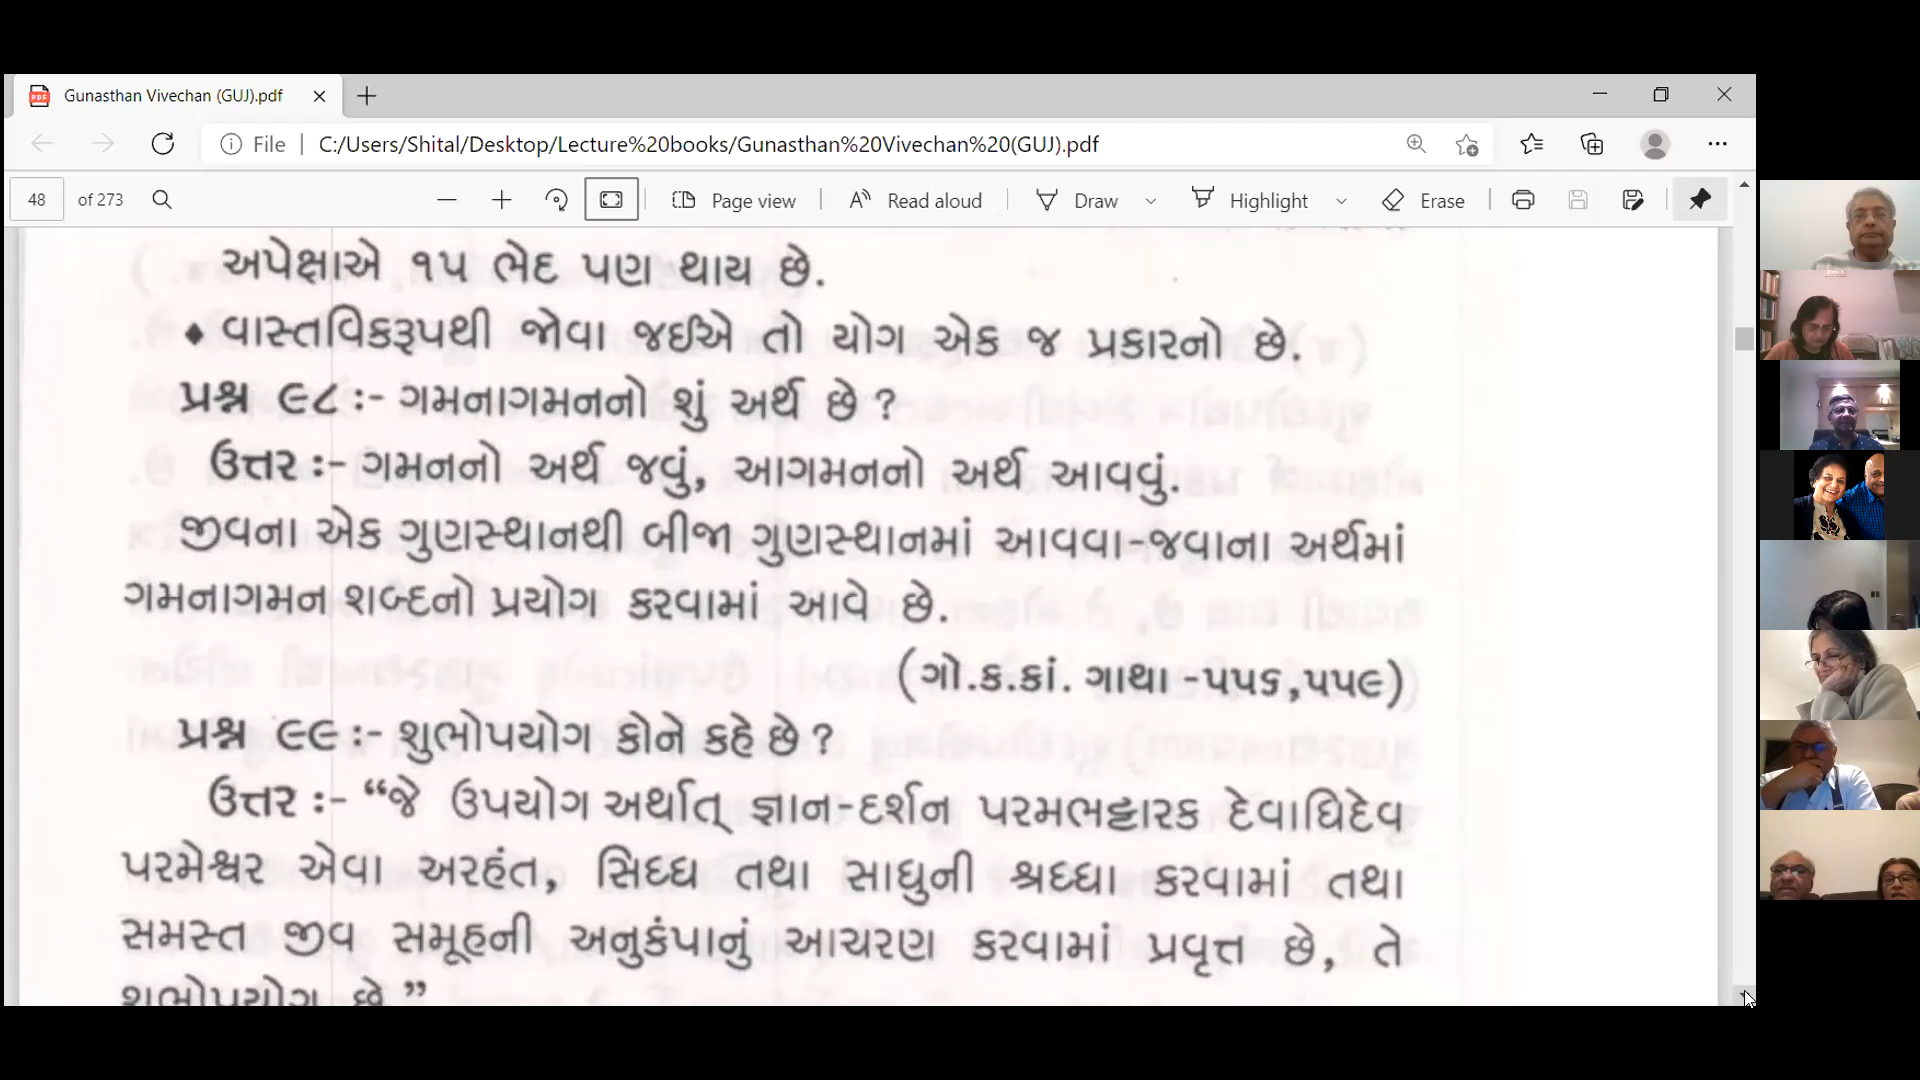 Gunasthan Vivechan (GUJ).pdf
File
C:/Users/Shital/Desktop/Lecture%20books/Gunasthan%20Vivechan%20(GUJ).pdf
48 of 273
Page view
Read aloud
Draw
Highlight
Erase
અપેક્ષાએ ૧૫ ભેદ પણ થાય છે.
♦ વાસ્તવિકરૂપથી જોવા જઈએ તો યોગ એક જ પ્રકારનો છે.
પ્રશ્ન ૯૮ :- ગમનાગમનનો શું અર્થ છે ?
ઉત્તર :- ગમનનો અર્થ જવું, આગમનનો અર્થ આવવું.
જીવના એક ગુણસ્થાનથી બીજા ગુણસ્થાનમાં આવવા-જવાના અર્થમાં
ગમનાગમન શબ્દનો પ્રયોગ કરવામાં આવે છે.
(ગો.ક.કાં. ગાથા -૫૫૬,૫૫૯)
પ્રશ્ન ૯૯ :- શુભોપયોગ કોને કહે છે ?
ઉત્તર :- “જે ઉપયોગ અર્થાત્ જ્ઞાન-દર્શન પરમભટ્ટારક દેવાધિદેવ
પરમેશ્વર એવા અરહંત, સિધ્ધ તથા સાધુની શ્રધ્ધા કરવામાં તથા
સમસ્ત જીવ સમૂહની અનુકંપાનું આચરણ કરવામાં પ્રવૃત્ત છે, તે
શુભોપયોગ છે.”